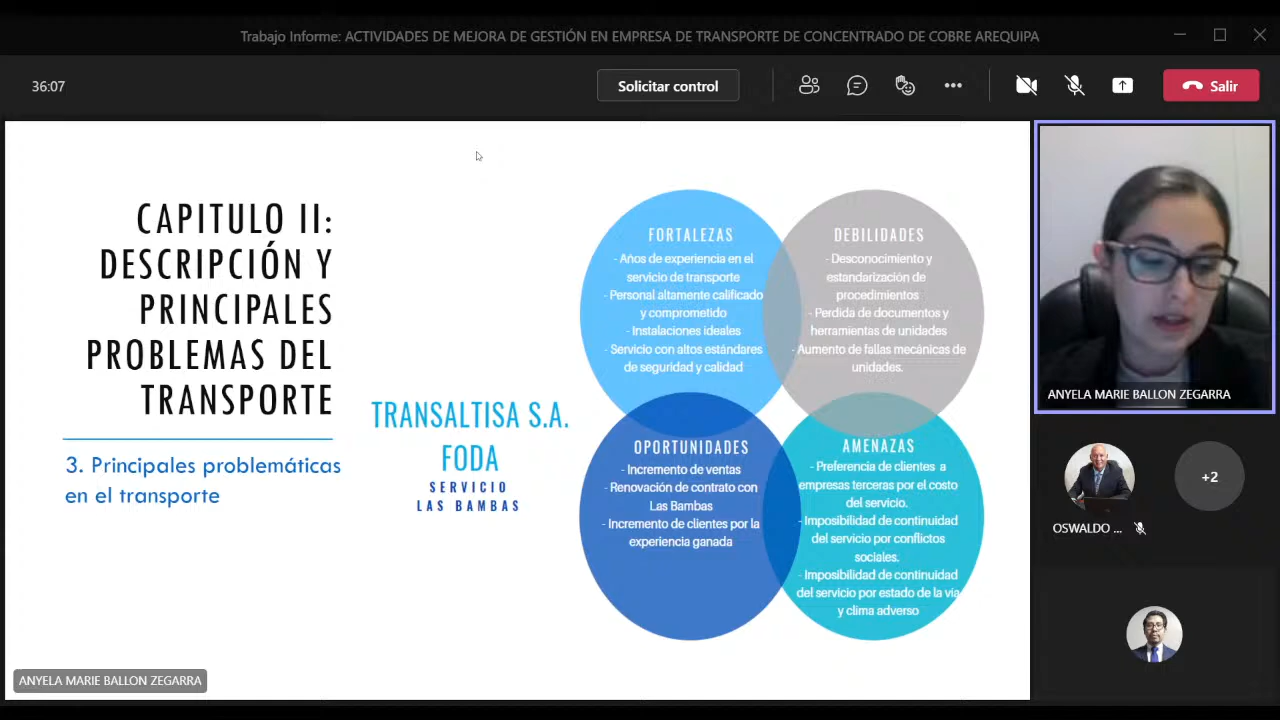 Trabajo Informe: ACTIVIDADES DE MEJORA DE GESTIÓN EN EMPRESA DE TRANSPORTE DE CONCENTRADO DE COBRE AREQUIPA
36:07
Solicitar control
Salir
CAPITULO II:
DESCRIPCIÓN Y
PRINCIPALES
PROBLEMAS DEL
TRANSPORTE
3. Principales problemáticas
en el transporte
TRANSALTISA S.A.
FODA
SERVICIO
LAS BAMBAS
FORTALEZAS
- Años de experiencia en el
servicio de transporte
- Personal altamente calificado
y comprometido
- Instalaciones ideales
- Servicio con altos estándares
de seguridad y calidad
DEBILIDADES
- Desconocimiento y
estandarización de
procedimientos
- Perdida de documentos y
herramientas de unidades
- Aumento de fallas mecánicas de
unidades.
OPORTUNIDADES
- Incremento de ventas
- Renovación de contrato con
Las Bambas
- Incremento de clientes por la
experiencia ganada
AMENAZAS
- Preferencia de clientes a
empresas terceras por el costo
del servicio.
- Imposibilidad de continuidad
del servicio por conflictos
sociales.
- Imposibilidad de continuidad
del servicio por estado de la vía
y clima adverso
ANYELA MARIE BALLON ZEGARRA
+2
OSWALDO ...
ANYELA MARIE BALLON ZEGARRA